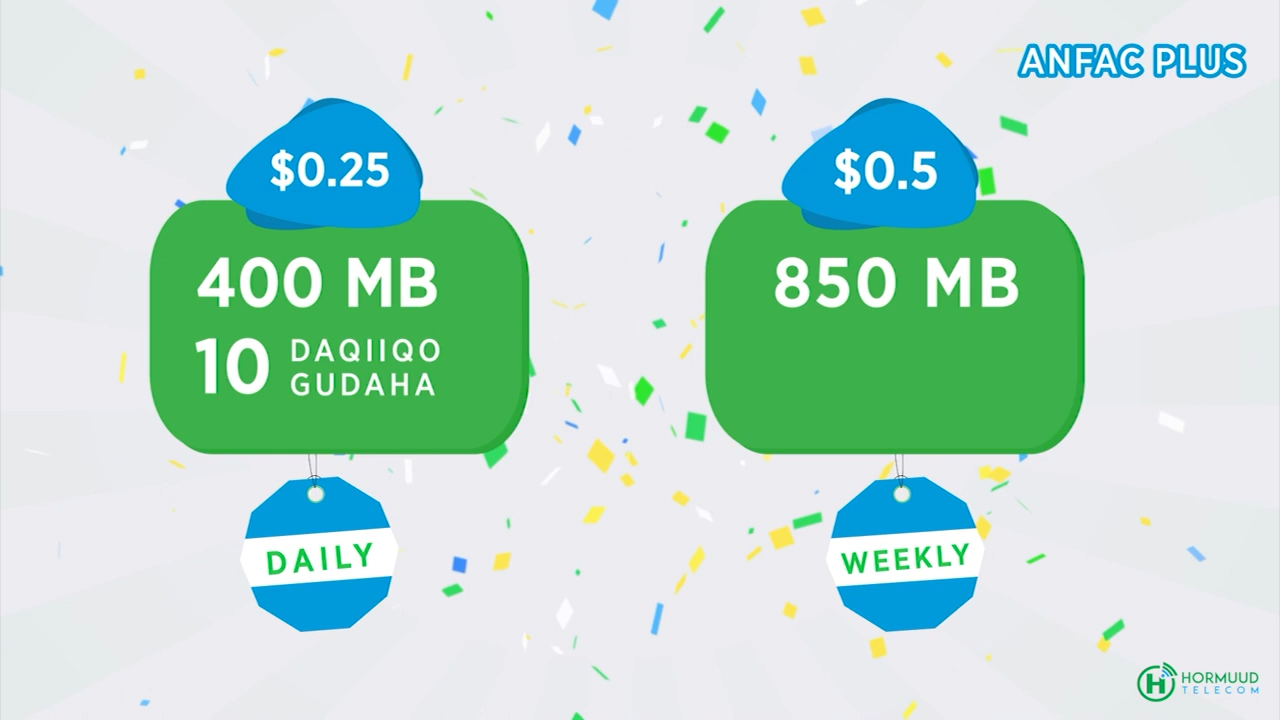 ANFAC PLUS
$0.25
400 MB
10 DAQIIQO
GUDAHA
DAILY
$0.5
850 MB
WEEKLY
HORMUUD
TELECOM